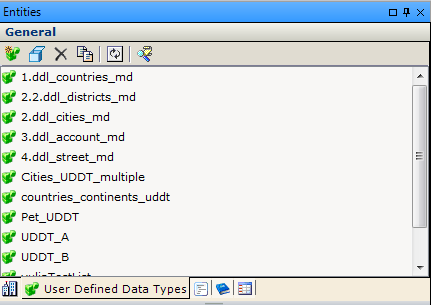 Entities
General
1.ddl_countries_md
2.2.ddl_districts_md
2.ddl_cities_md
3.ddl_account_md
4.ddl_street_md
Cities_UDDT_multiple
countries_continents_uddt
Pet_UDDT
UDDT_A
UDDT_B
User Defined Data Types